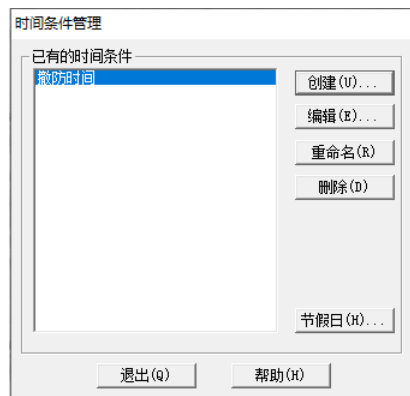 时间条件管理
已有的时间条件
撤防时间
创建(U)...
编辑(E)...
重命名(R)
删除(D)
节假日(H)...
退出(Q)
帮助(H)